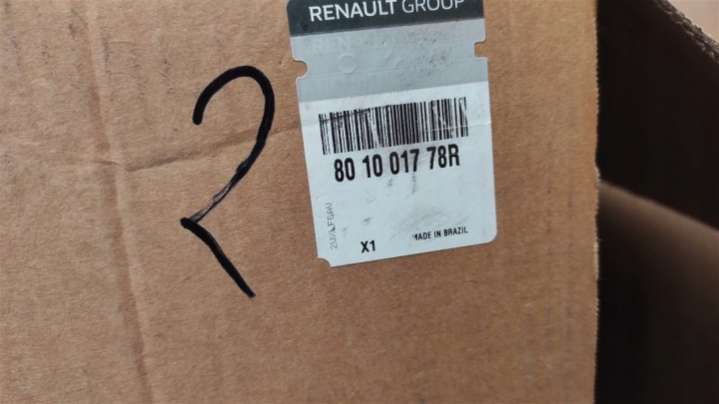 RENAULT GROUP
80 10 017 78R
X1
MADE IN BRAZIL
2